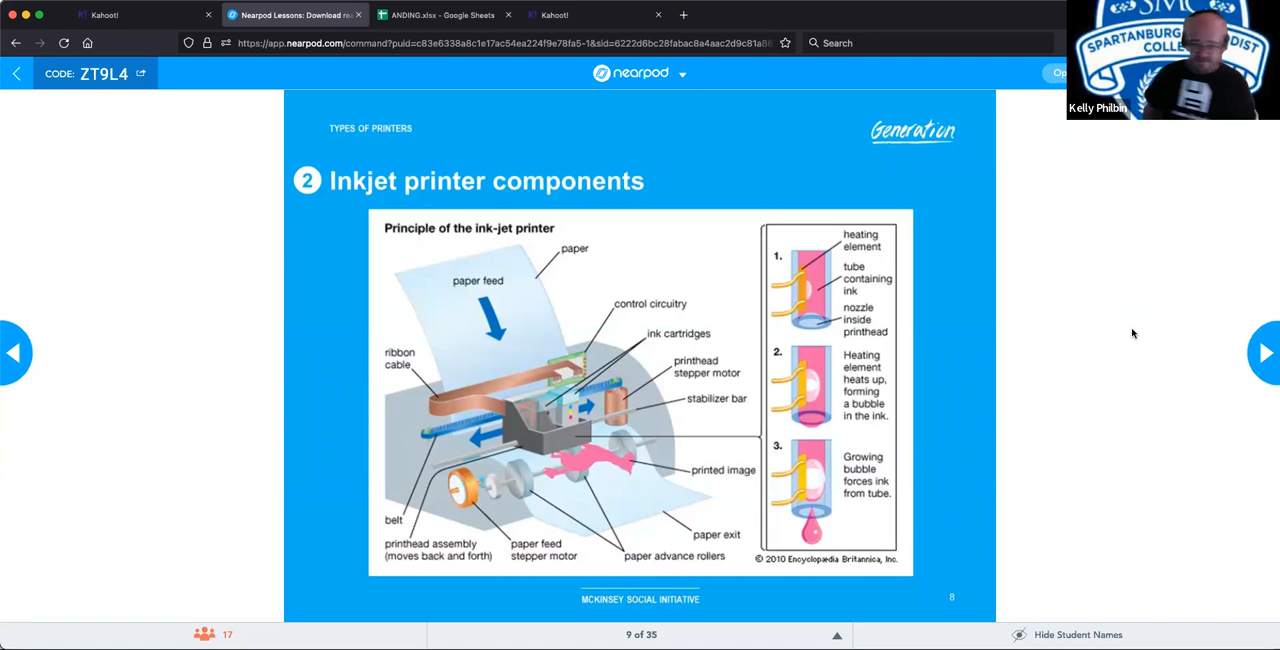 Kahoot!
Nearpod Lessons: Download re
ANDING.xlsx - Google Sheets
Kahoot!
https://app.nearpod.com/command?puid=c83e6338a8c1e17ac54ea224f9e78fa5-1&sid=6222d6bc28fabac8a4aac2d9c81a8
Search
CODE: ZT9L4
nearpod
Op
SMC
SPARTANBURG
DIST
COLLE
Kelly Philbin
TYPES OF PRINTERS
Generation
2 Inkjet printer components
Principle of the ink-jet printer
paper
paper feed
control circuitry
ink cartridges
ribbon
cable
printhead
stepper motor
stabilizer bar
printed image
belt
printhead assembly
(moves back and forth)
paper feed
stepper motor
paper advance rollers
paper exit
1.
heating
element
tube
containing
ink
nozzle
inside
printhead
2.
Heating
element
heats up,
forming
a bubble
in the ink.
3.
Growing
bubble
forces ink
from tube.
© 2010 Encyclopædia Britannica, Inc.
MCKINSEY SOCIAL INITIATIVE
8
17
9 of 35
Hide Student Names